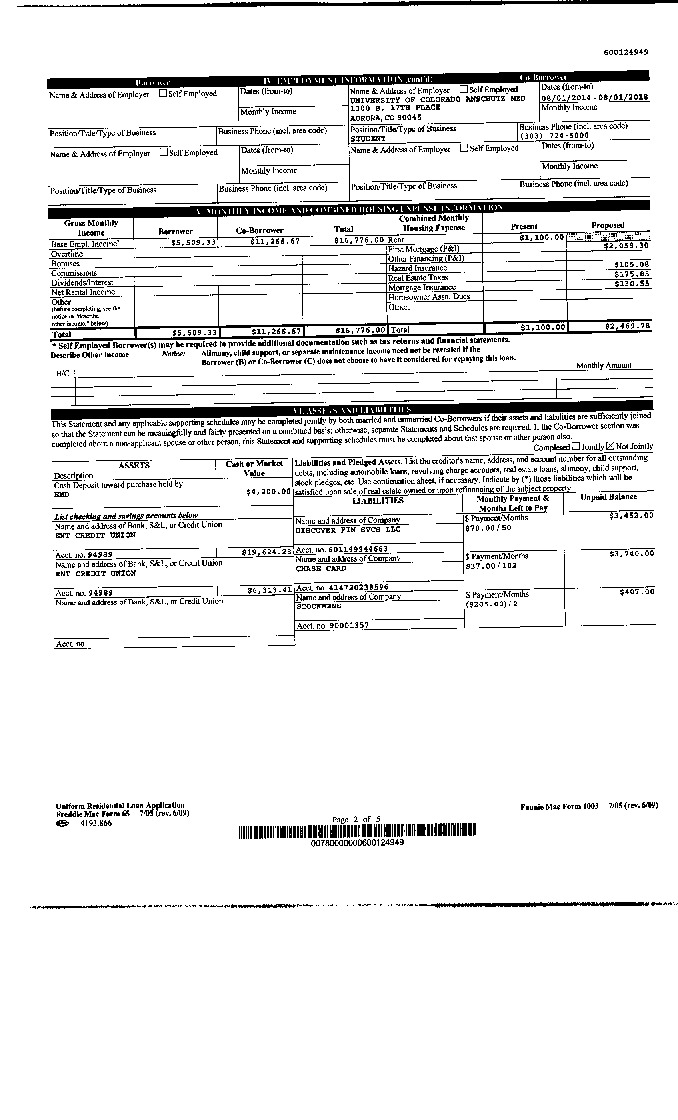 600124949
Borrower IV. EMPLOYMENT INFORMATION (cont'd) Co-Borrower
Name & Address of Employer Self Employed Dates (from-to) Name & Address of Employer Self Employed Dates (from-to)
UNIVERSITY OF COLORADO ANSCHUTZ MED 08/01/2014-08/01/2018
Monthly Income 1300 E. 17TH PLACE Monthly Income
AURORA, CO 90045
Position/Title/Type of Business Business Phone (incl. area code) Position/Title/Type of Business Business Phone (incl. area code)
STUDENT (303) 724-5000
Name & Address of Employer Self Employed Dates (from-to) Name & Address of Employer Self Employed Dates (from-to)
Monthly Income Monthly Income
Position/Title/Type of Business Business Phone (incl. area code) Position/Title/Type of Business Business Phone (incl. area code)
V. MONTHLY INCOME AND COMBINED HOUSING EXPENSE INFORMATION
Gross Monthly Income Borrower Co-Borrower Total Combined Monthly Housing Expense Present Proposed
Base Empl. Income* $5,509.33 $11,266.67 $16,776.00 Rent $1,100.00
Overtime First Mortgage (P&I) $2,059.30
Bonuses Other Financing (P&I)
Commissions Hazard Insurance $105.08
Dividends/Interest Real Estate Taxes $175.85
Net Rental Income Mortgage Insurance $130.55
Other Homeowner Assn. Dues
(before completing, see the notice in "describe other income," below) Other:
Total $5,509.33 $11,266.67 $16,776.00 Total $1,100.00 $2,469.78
* Self Employed Borrower(s) may be required to provide additional documentation such as tax returns and financial statements.
Describe Other Income Notice: Alimony, child support, or separate maintenance income need not be revealed if the
Borrower (B) or Co-Borrower (C) does not choose to have it considered for repaying this loan.
B/C Monthly Amount
VI. ASSETS AND LIABILITIES
This Statement and any applicable supporting schedules may be completed jointly by both married and unmarried Co-Borrowers if their assets and liabilities are sufficiently joined
so that the Statement can be meaningfully and fairly presented on a combined basis; otherwise, separate Statements and Schedules are required. If the Co-Borrower section was
completed about a non-applicant spouse or other person, this Statement and supporting schedules must be completed about that spouse or other person also.
Completed Jointly Not Jointly
ASSETS Cash or Market Value
Description
Cash Deposit toward purchase held by
EMD $4,200.00
Liabilities and Pledged Assets. List the creditor's name, address, and account number for all outstanding
debts, including automobile loans, revolving charge accounts, real estate loans, alimony, child support,
stock pledges, etc. Use continuation sheet, if necessary. Indicate by (*) those liabilities which will be
satisfied upon sale of real estate owned or upon refinancing of the subject property.
LIABILITIES Monthly Payment & Months Left to Pay Unpaid Balance
List checking and savings accounts below
Name and address of Bank, S&L, or Credit Union Name and address of Company $ Payment/Months $3,452.00
ENT CREDIT UNION DISCOVER FIN SVCS LLC $70.00/50
Acct. no. 94989 $19,624.23 Acct. no. 601149944663
Name and address of Bank, S&L, or Credit Union Name and address of Company $ Payment/Months $3,740.00
ENT CREDIT UNION CHASE CARD $37.00/102
Acct. no. 94989 Acct. no. 414720238596
Name and address of Bank, S&L, or Credit Union Name and address of Company $ Payment/Months $407.00
($205.00)/2
Acct. no. Acct. no. 90001357
Uniform Residential Loan Application
Freddie Mac Form 65 7/05 (rev. 6/09) Fannie Mae Form 1003 7/05 (rev. 6/09)
4193.866 Page 2 of 5
0078000000600124949